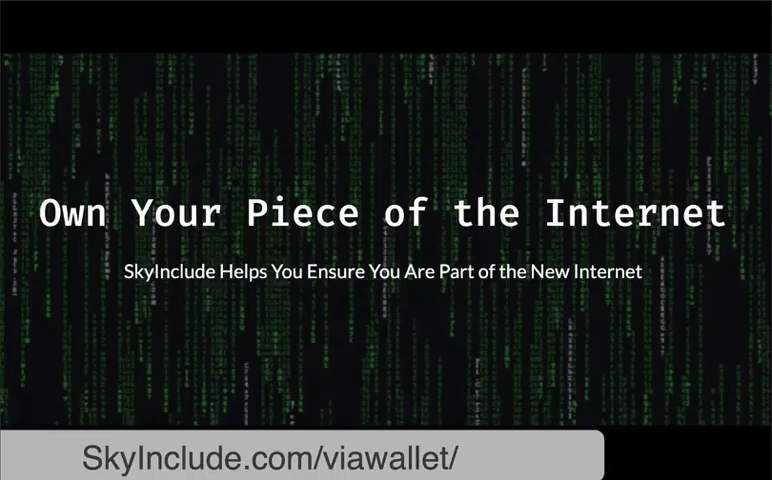 Own Your Piece of the Internet
SkyInclude Helps You Ensure You Are Part of the New Internet
SkyInclude.com/viawallet/